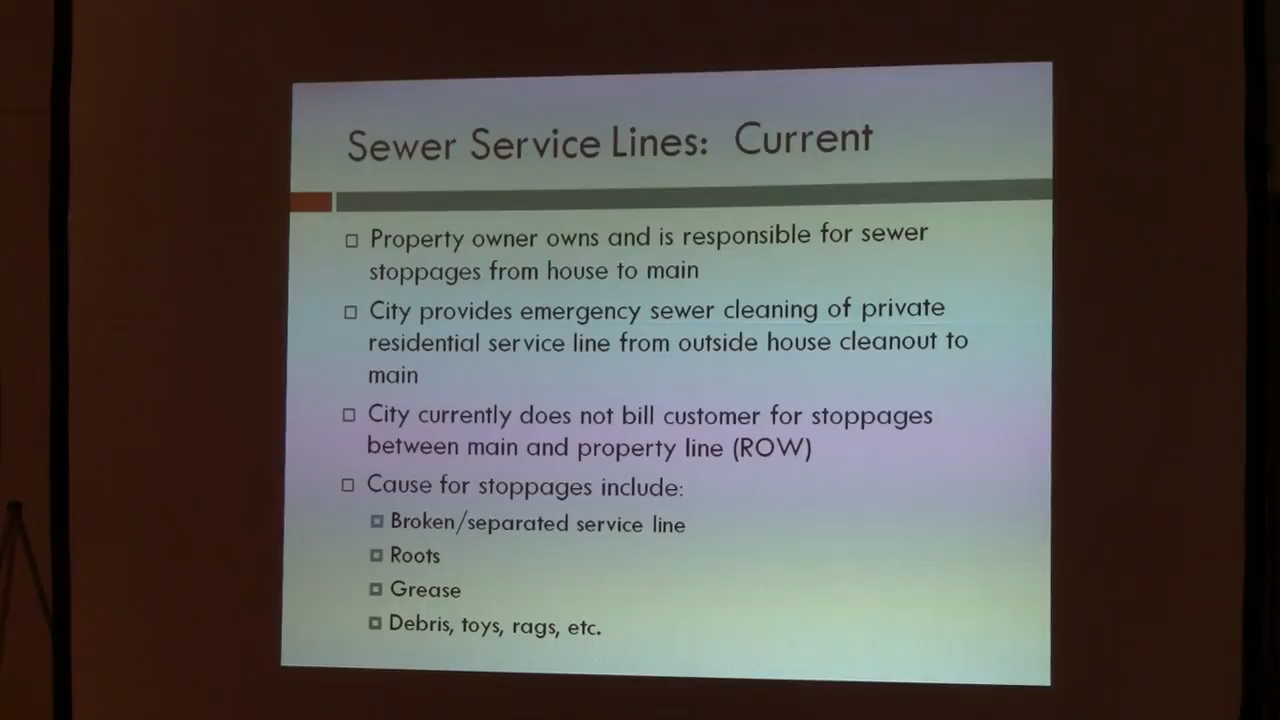 Sewer Service Lines: Current
Property owner owns and is responsible for sewer
stoppages from house to main
City provides emergency sewer cleaning of private
residential service line from outside house cleanout to
main
City currently does not bill customer for stoppages
between main and property line (ROW)
Cause for stoppages include:
Broken/separated service line
Roots
Grease
Debris, toys, rags, etc.